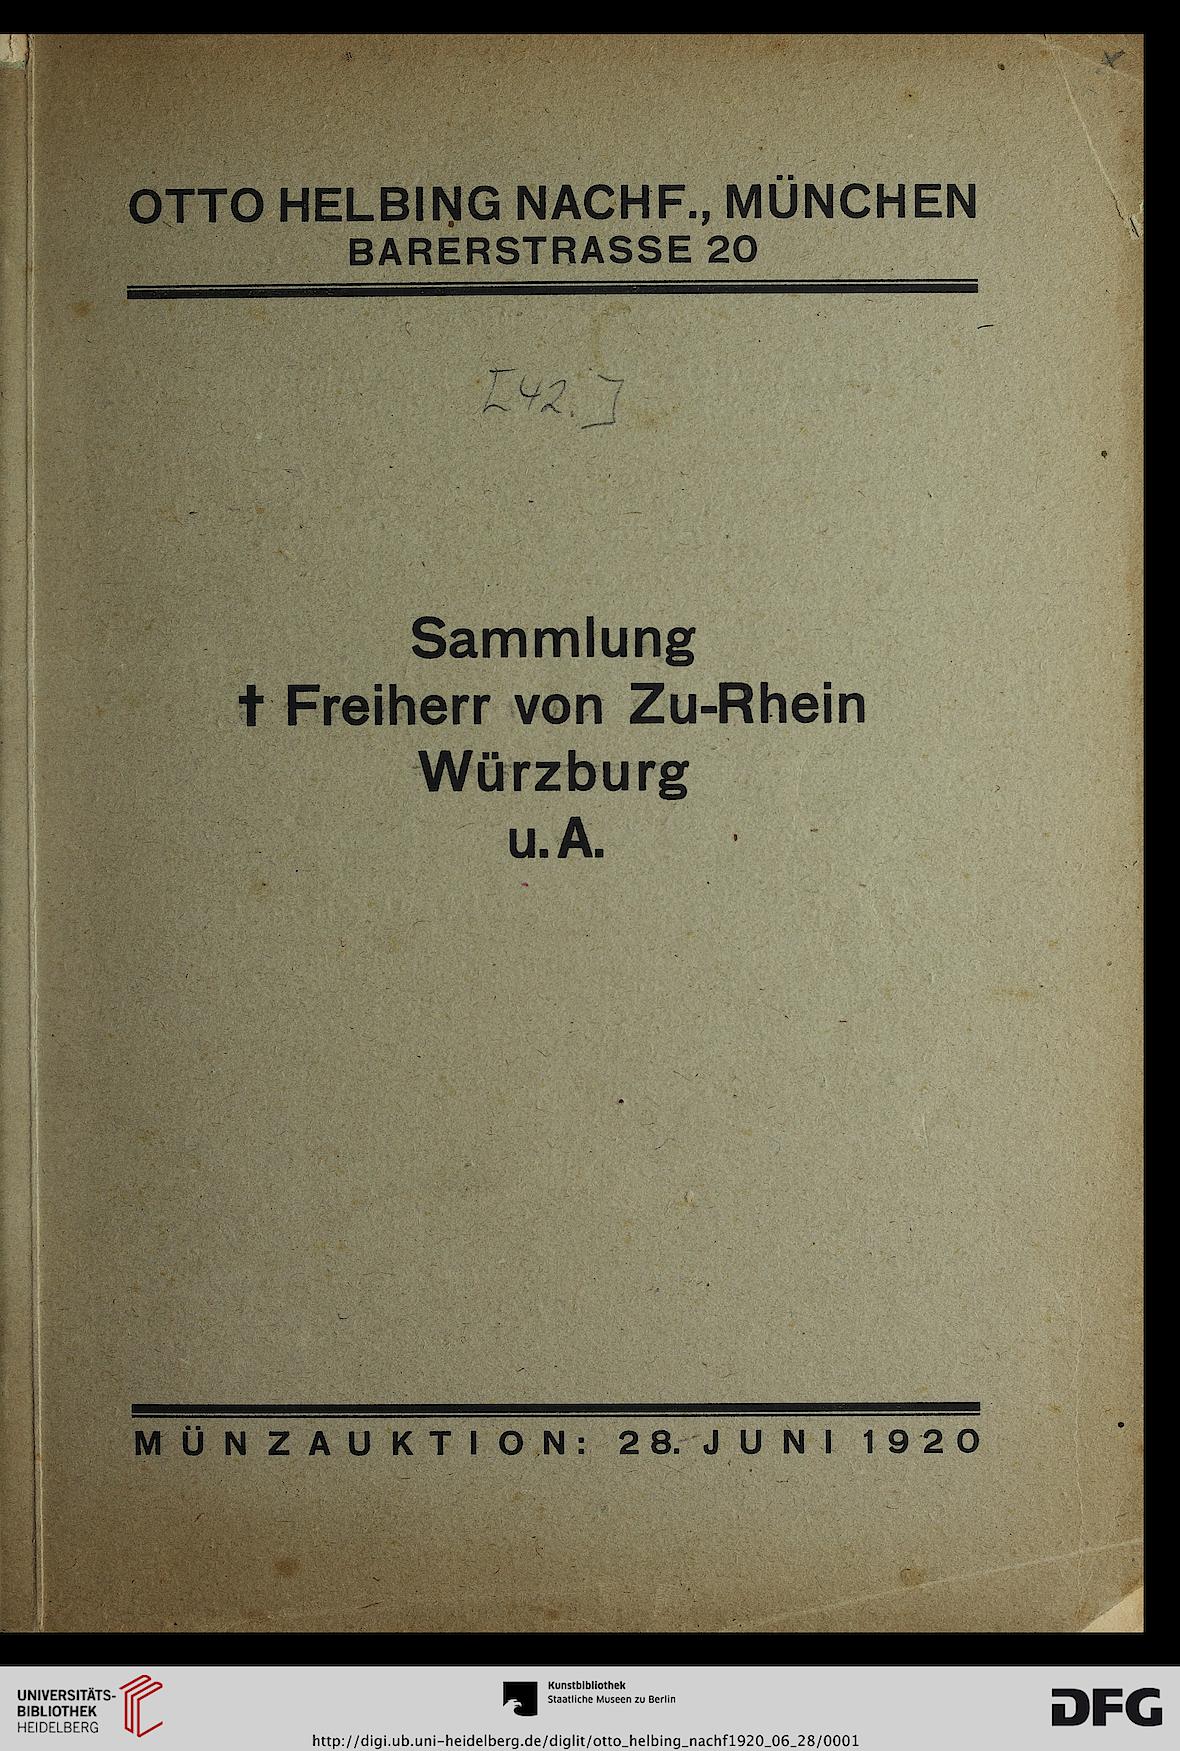 OTTO HELBING NACHF., MÜNCHEN
BARERSTRASSE 20
[42.]
Sammlung
† Freiherr von Zu-Rhein
Würzburg
u. A.
MÜNZAUKTION: 28. JUNI 1920
UNIVERSITÄTS-
BIBLIOTHEK
HEIDELBERG
Kunstbibliothek
Staatliche Museen zu Berlin
DFG
http://digi.ub.uni-heidelberg.de/diglit/otto_helbing_nachf1920_06_28/0001